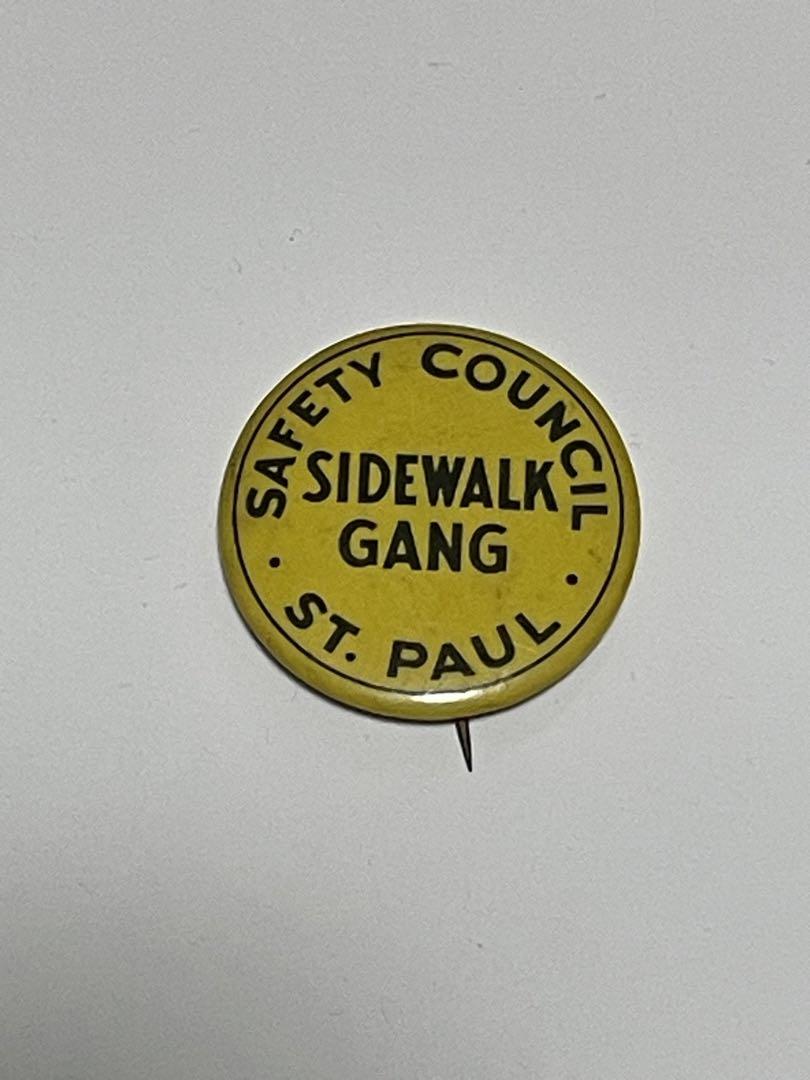 SAFETY COUNCIL
SIDEWALK
GANG
• ST. PAUL •